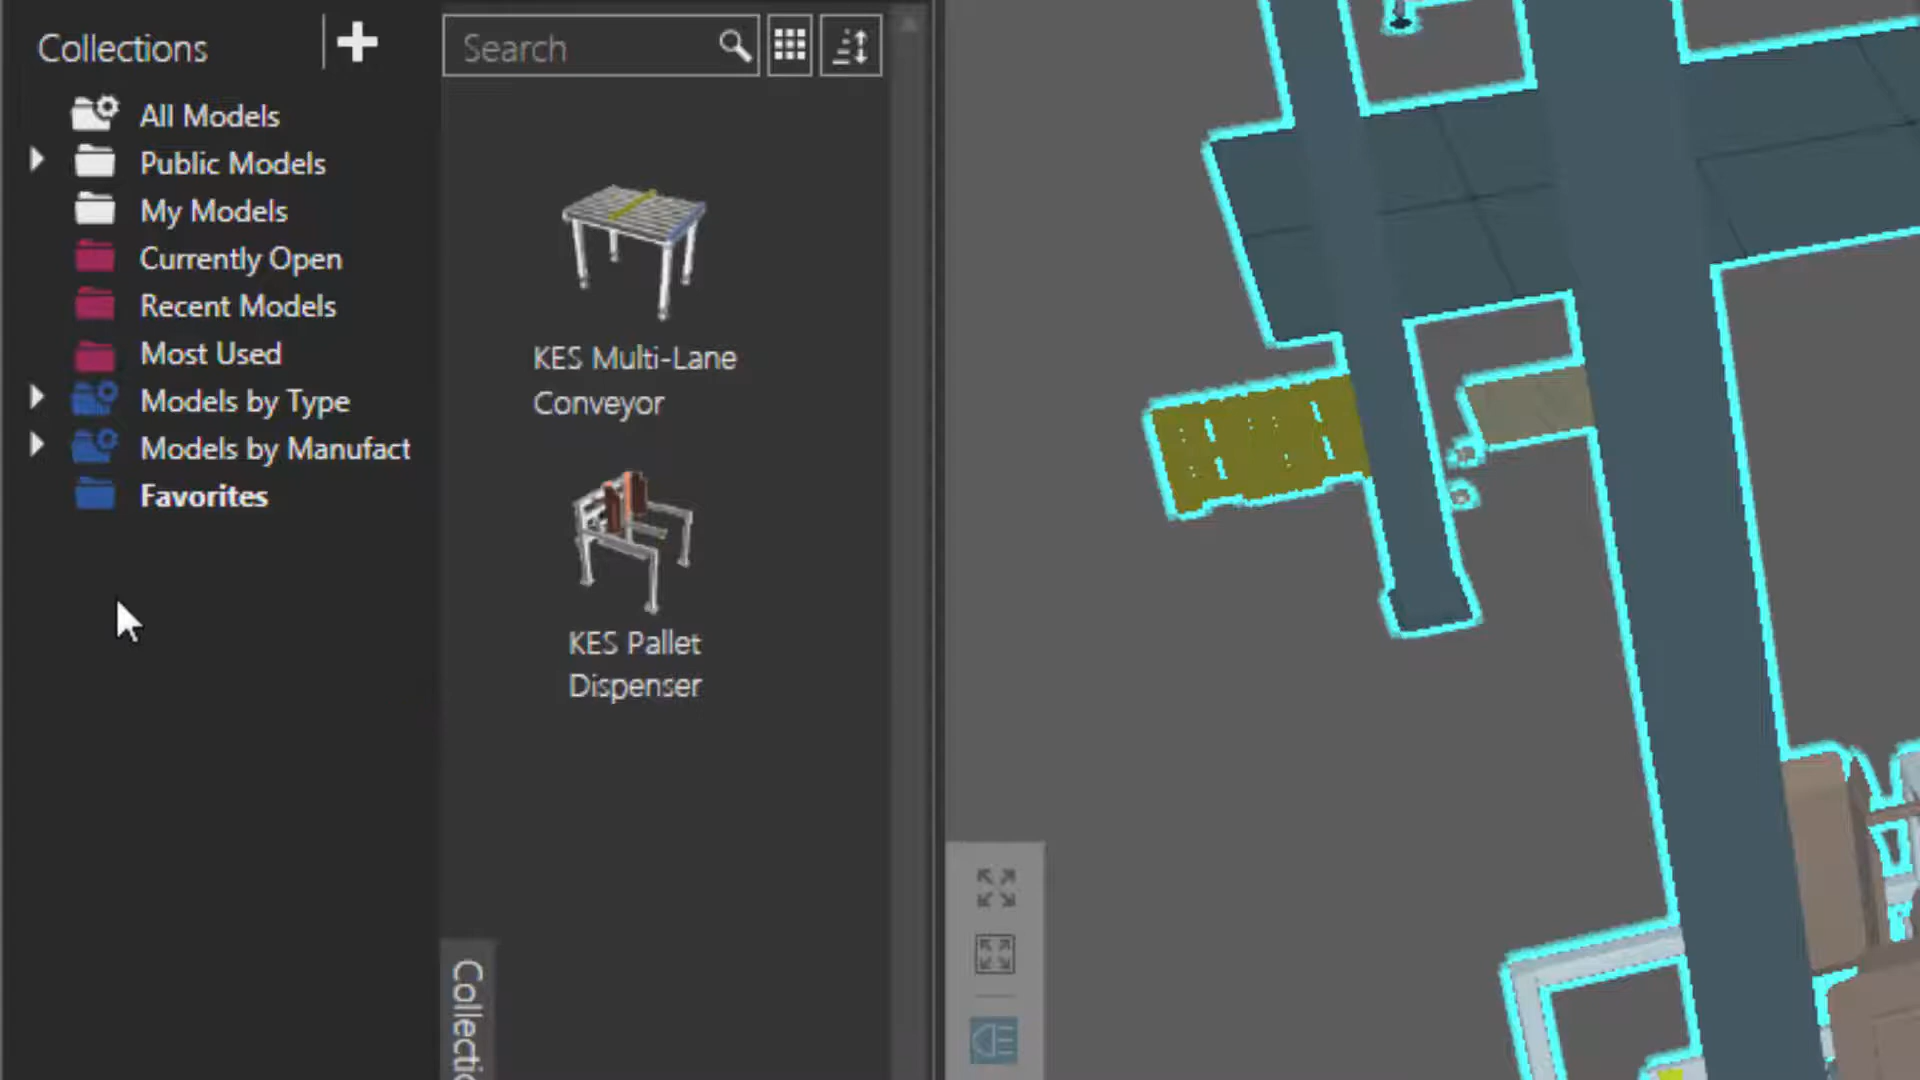 Collections
Search
All Models
Public Models
My Models
Currently Open
Recent Models
Most Used
Models by Type
Models by Manufact
Favorites
KES Multi-Lane
Conveyor
KES Pallet
Dispenser
Collectio